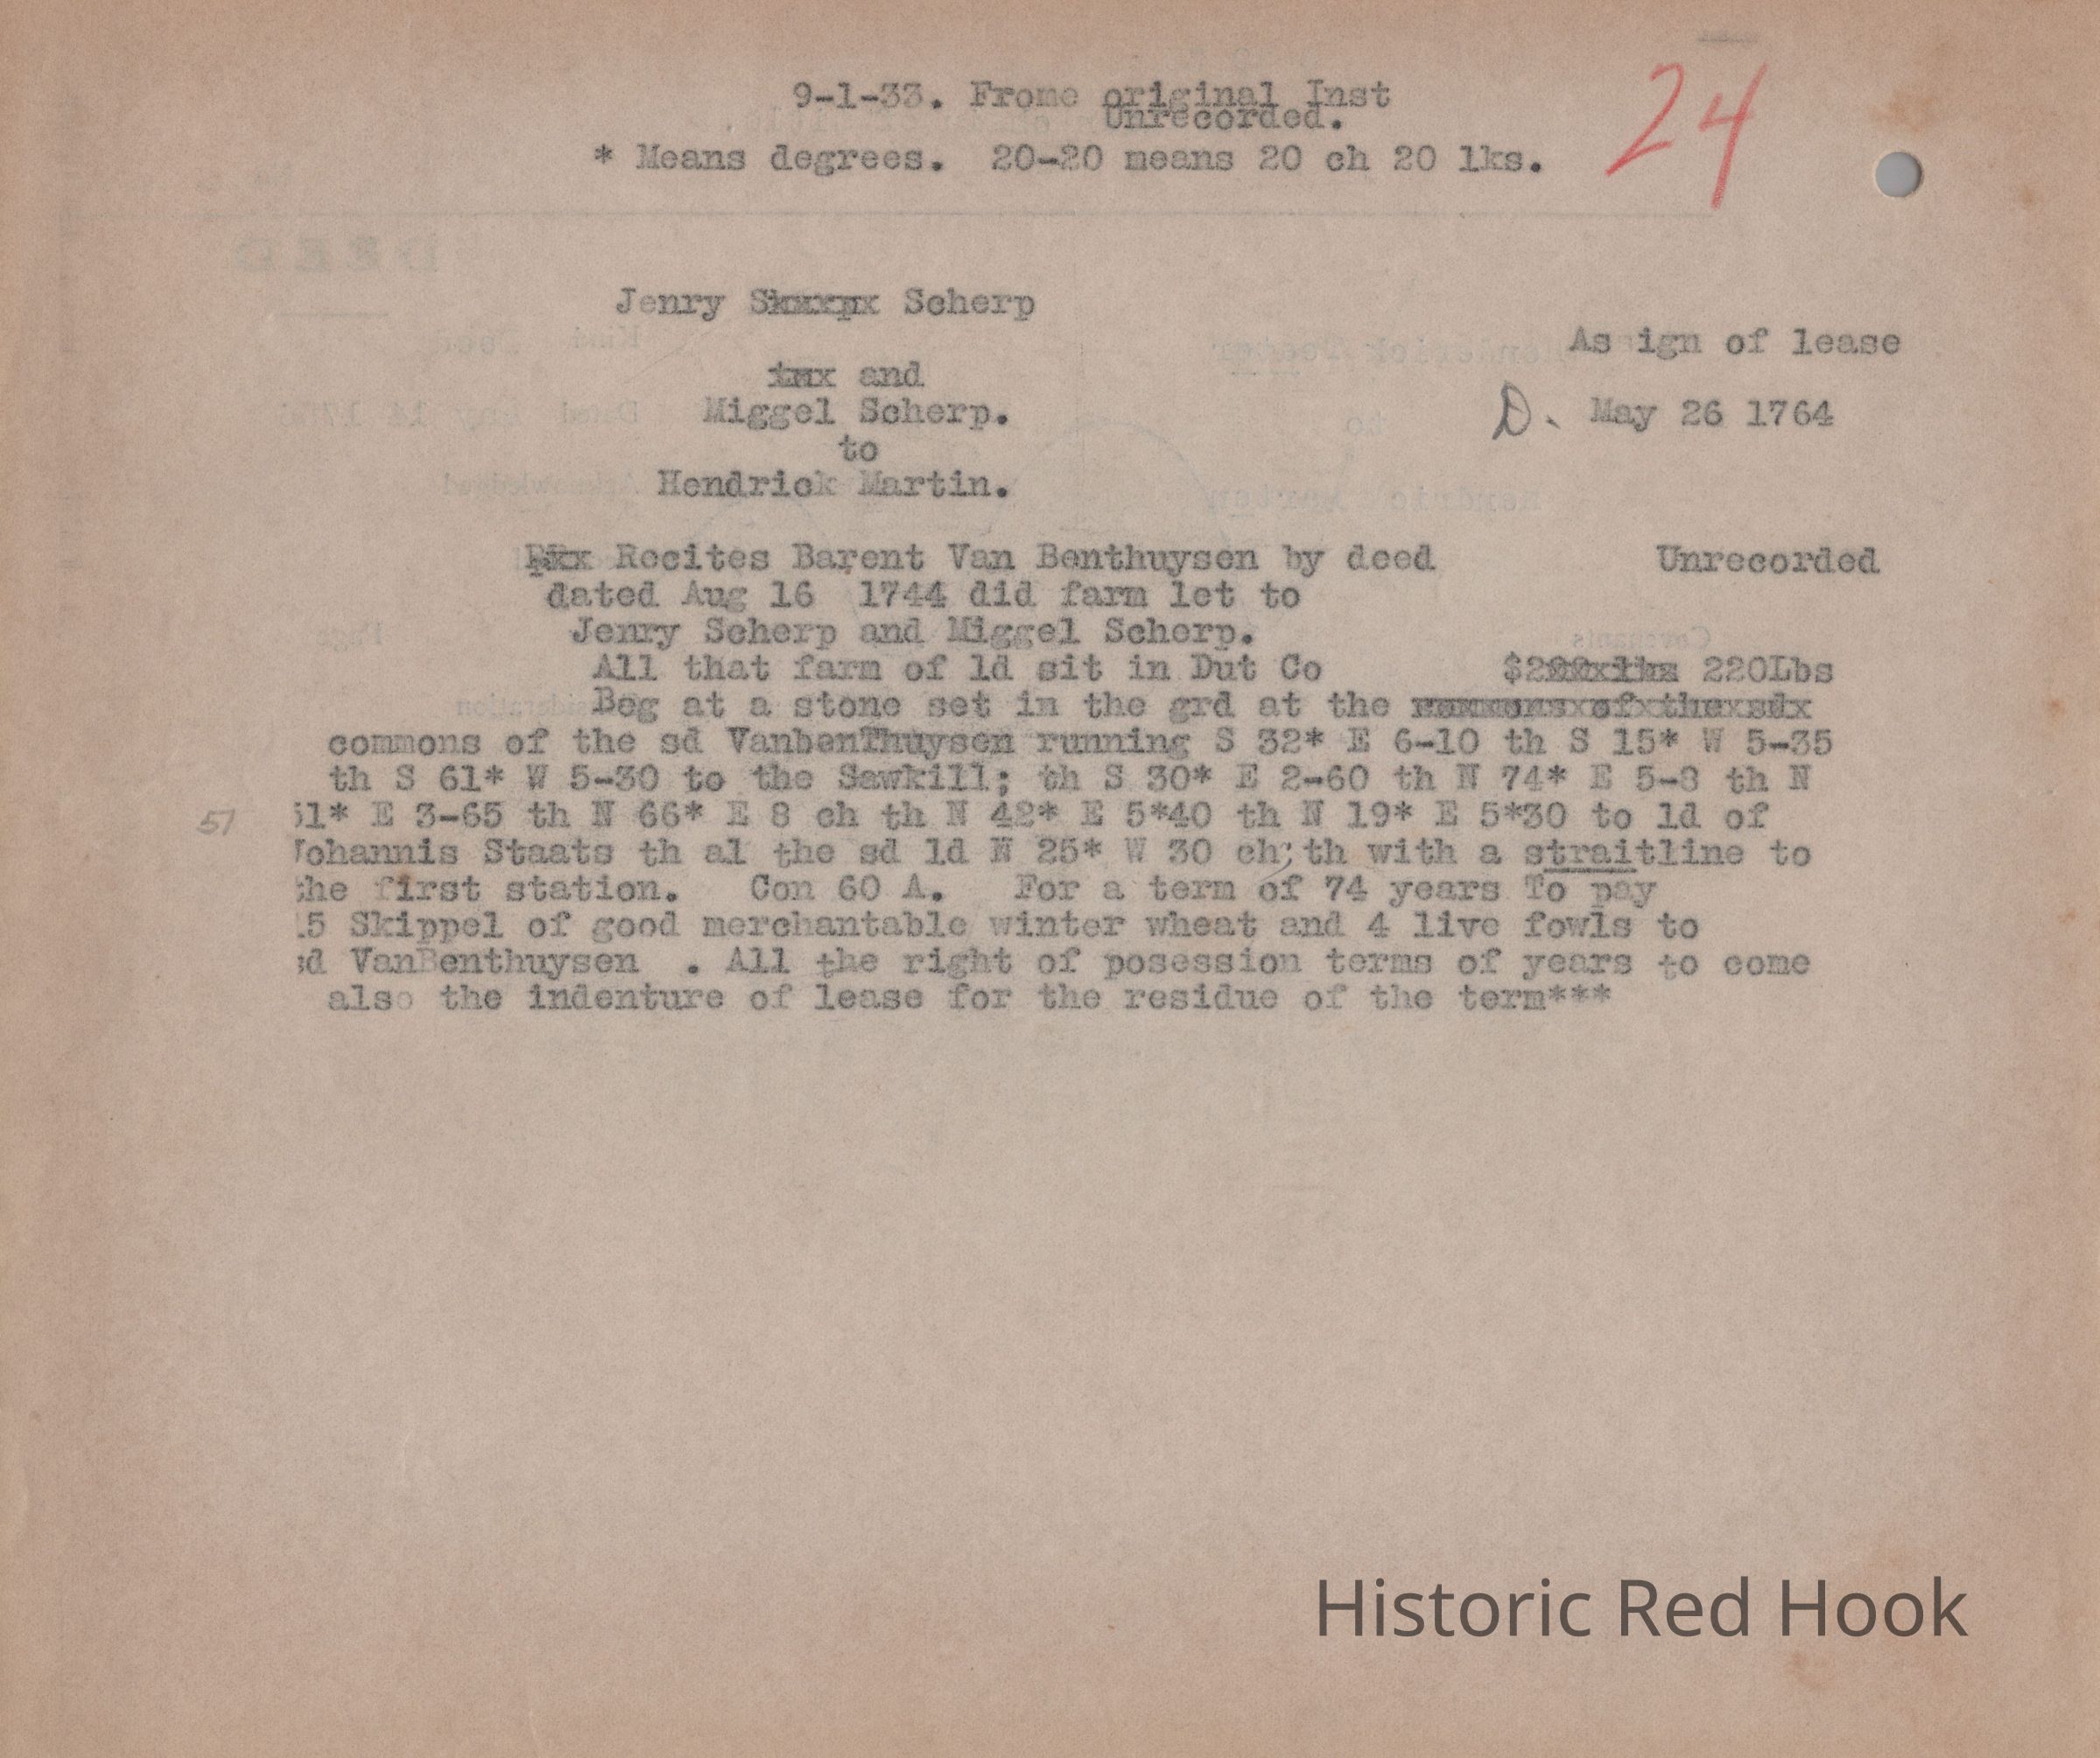 24
9-1-33. Frome original Inst
Unrecorded.
* Means degrees. 20-20 means 20 ch 20 lks.
Jenry Scherp
As ign of lease
and
Miggel Scherp.
D. May 26 1764
to
Hendrick Martin.
Recites Barent Van Benthuysen by deed Unrecorded
dated Aug 16 1744 did farm let to
Jenry Scherp and Miggel Scherp.
All that farm of ld sit in Dut Co 220Lbs
Beg at a stone set in the grd at the commons of the sd
commons of the sd VanbenThuysen running S 32* E 6-10 th S 15* W 5-35
th S 61* W 5-30 to the Sawkill; th S 30* E 2-60 th N 74* E 5-8 th N
51 51* E 3-65 th N 66* E 8 ch th N 42* E 5*40 th N 19* E 5*30 to ld of
Johannis Staats th al the sd ld N 25* W 30 ch; th with a straitline to
the first station. Con 60 A. For a term of 74 years To pay
15 Skippel of good merchantable winter wheat and 4 live fowls to
sd VanBenthuysen . All the right of posession terms of years to come
also the indenture of lease for the residue of the term***
Historic Red Hook